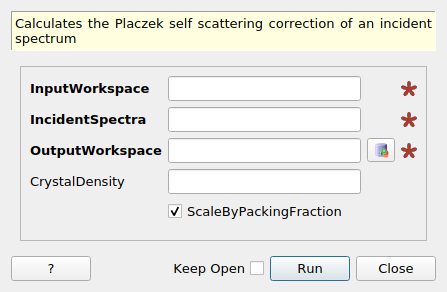 Calculates the Placzek self scattering correction of an incident
spectrum
InputWorkspace
IncidentSpectra
OutputWorkspace
CrystalDensity
ScaleByPackingFraction
? Keep Open Run Close